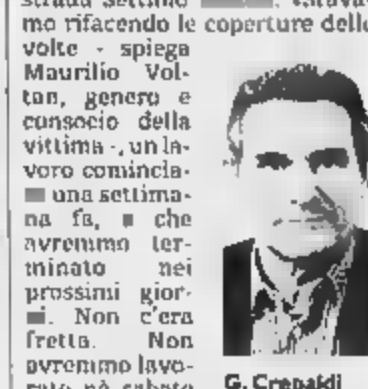 strada Settimo
mo rifacendo le coperture delle
volte - spiega
Maurilio Vol-
tan, genero e
consocio della
vittima -, un la-
voro comincia-
una settima-
na fa, e che
avremmo ter-
minato nei
prossimi gior-
Non c'era
fretta. Non
avremmo lavo-
rato nè sabato
G. Crepaldi